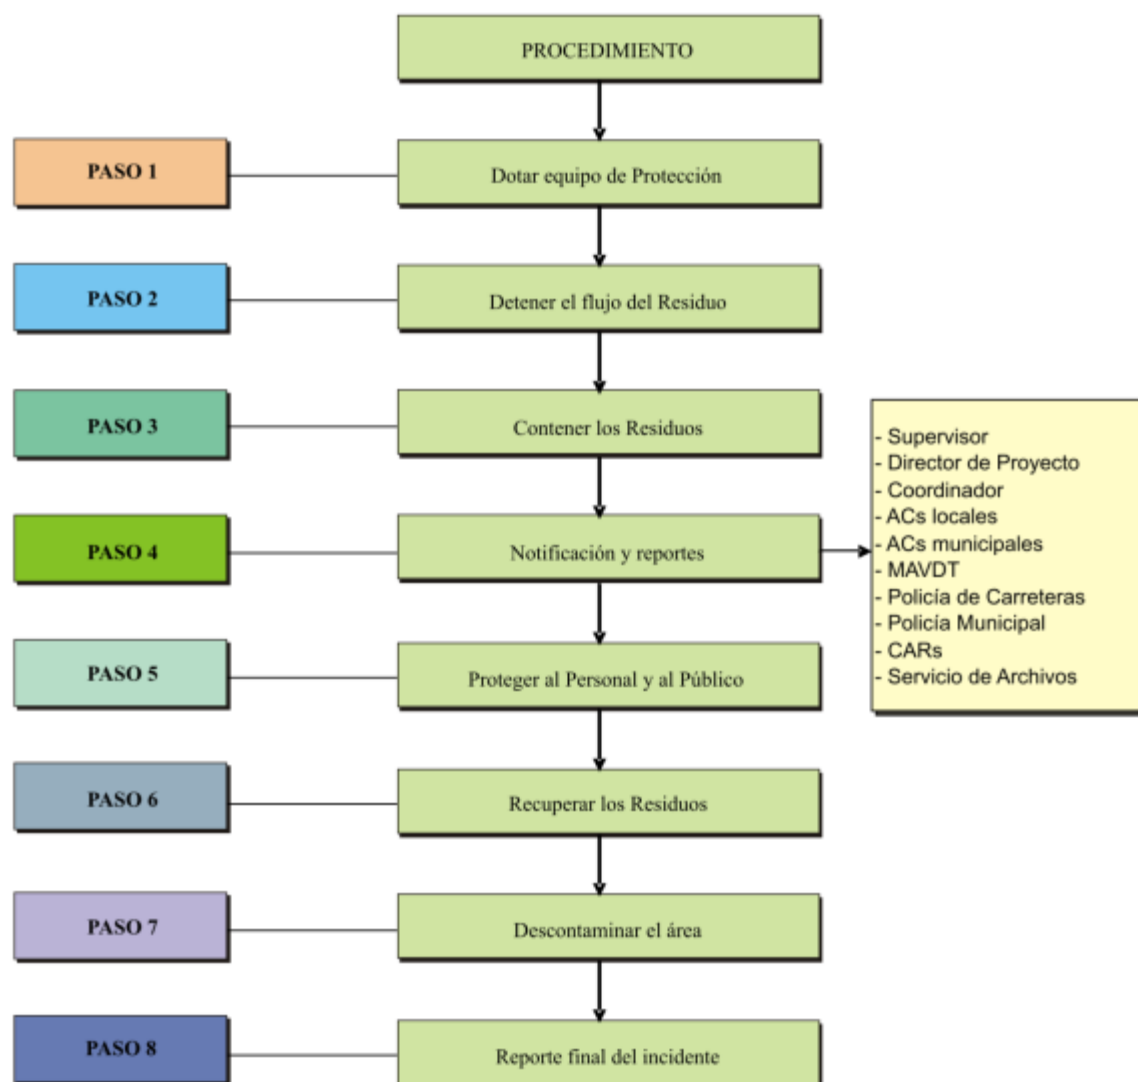 PROCEDIMIENTO
PASO 1
Dotar equipo de Protección
PASO 2
Detener el flujo del Residuo
PASO 3
Contener los Residuos
PASO 4
Notificación y reportes
- Supervisor
- Director de Proyecto
- Coordinador
- ACs locales
- ACs municipales
- MAVDT
- Policía de Carreteras
- Policía Municipal
- CARs
- Servicio de Archivos
PASO 5
Proteger al Personal y al Público
PASO 6
Recuperar los Residuos
PASO 7
Descontaminar el área
PASO 8
Reporte final del incidente